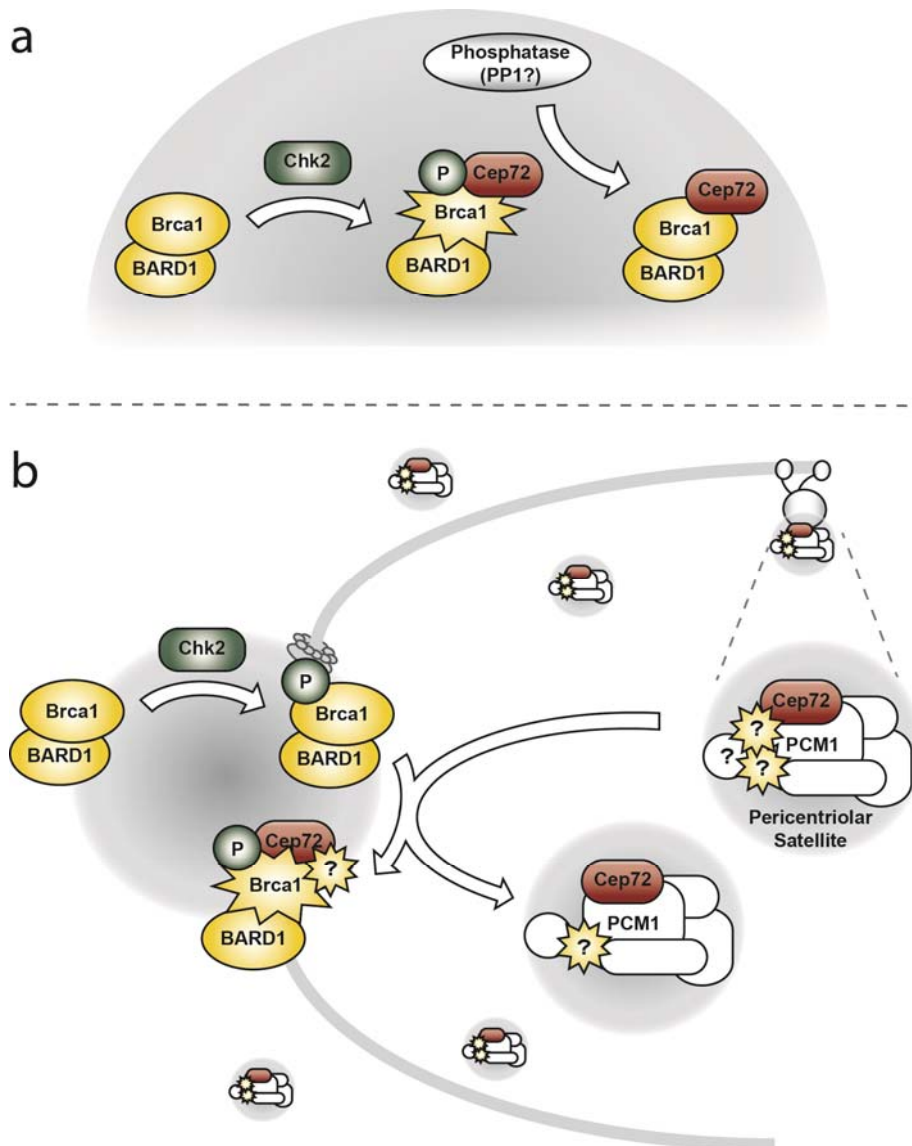 a
Phosphatase
(PP1?)
Chk2
P
Cep72
Cep72
Brca1
Brca1
Brca1
BARD1
BARD1
BARD1
b
Chk2
P
Brca1
Brca1
BARD1
BARD1
Cep72
?
PCM1
?
?
Pericentriolar
Satellite
P
Cep72
?
Brca1
BARD1
Cep72
PCM1
?